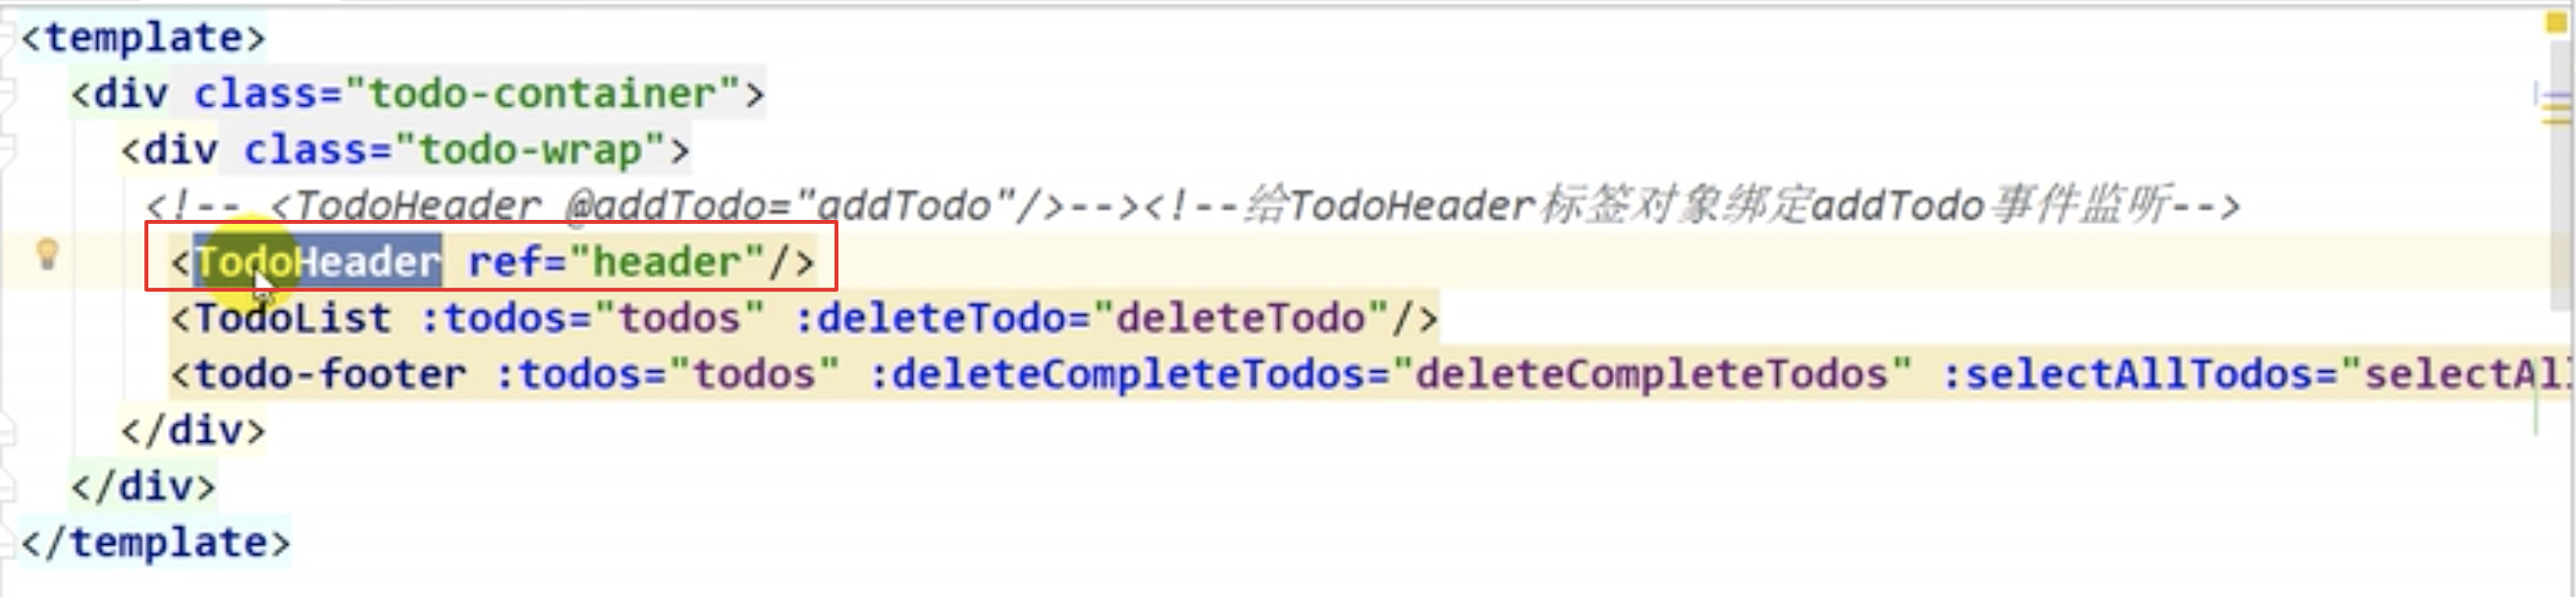 <template>
<div class="todo-container">
<div class="todo-wrap">
<!-- <TodoHeader @addTodo="addTodo"/>--><!--给TodoHeader标签对象绑定addTodo事件监听-->
<TodoHeader ref="header"/>
<TodoList :todos="todos" :deleteTodo="deleteTodo"/>
<todo-footer :todos="todos" :deleteCompleteTodos="deleteCompleteTodos" :selectAllTodos="selectAl
</div>
</div>
</template>